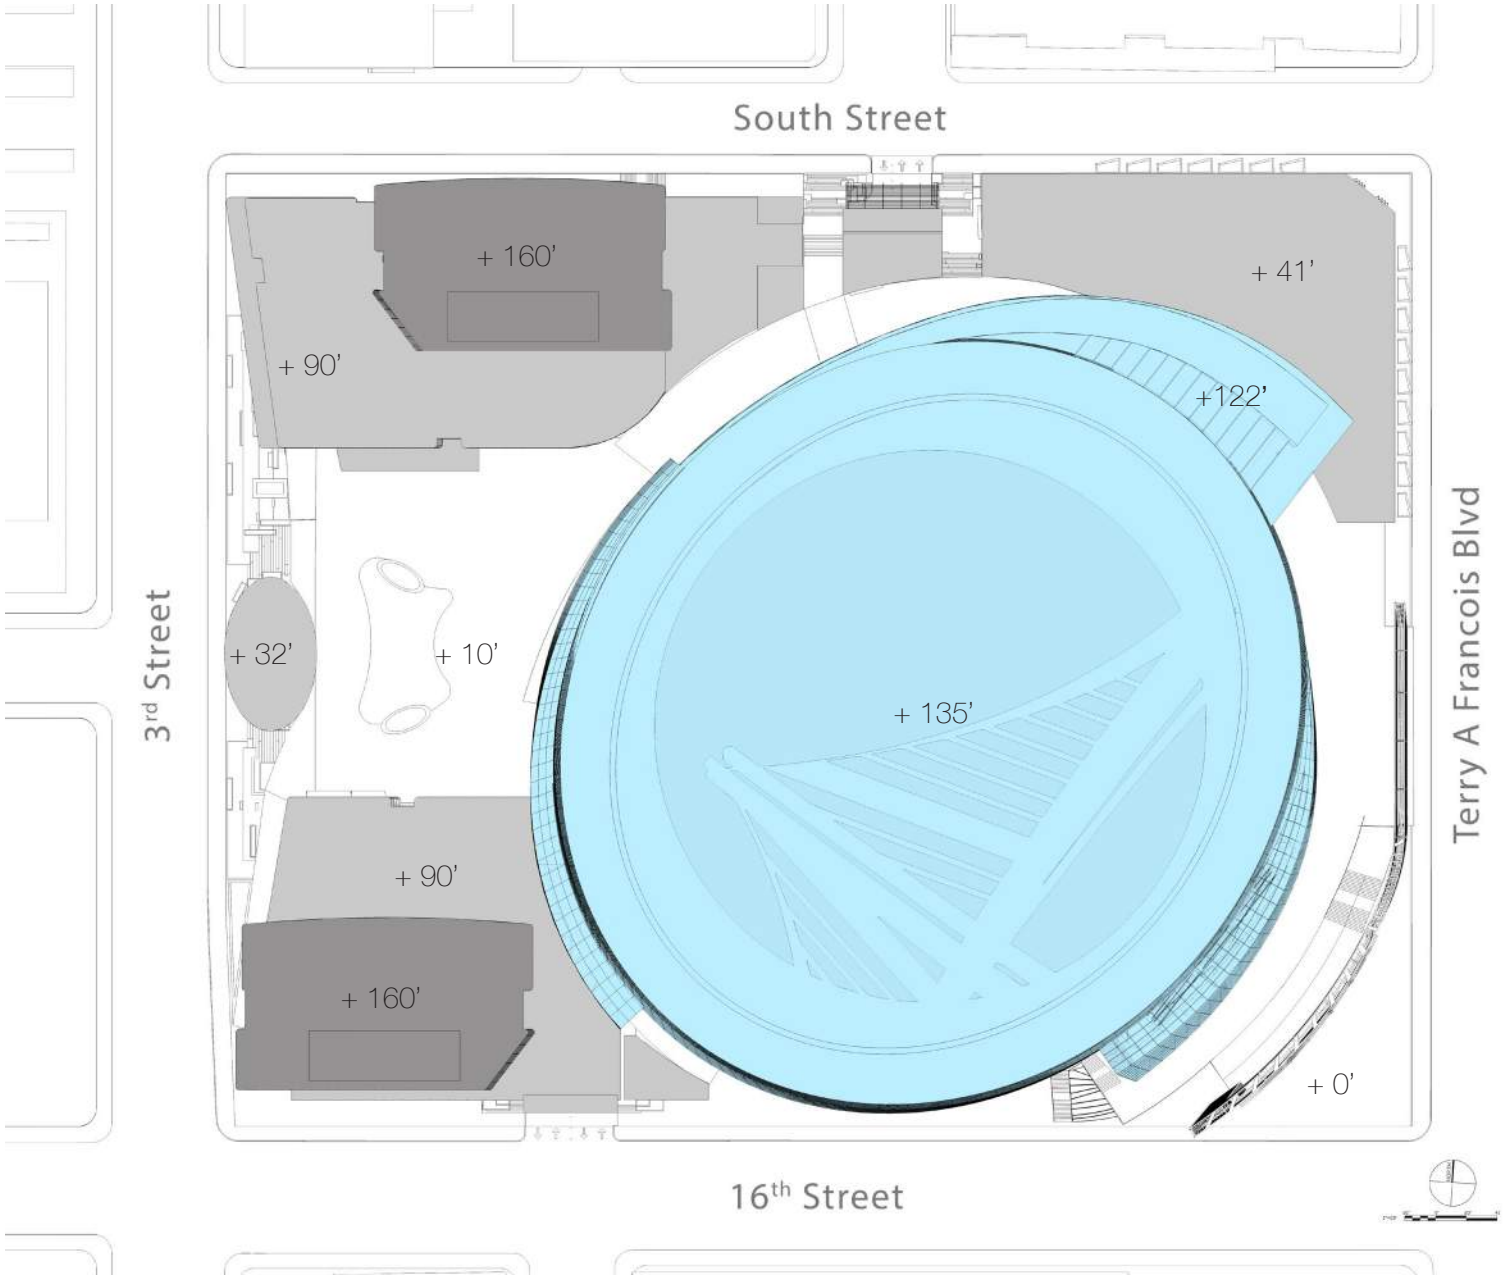 South Street
+ 160’
+ 41’
+ 90’
+122’
3rd Street
+ 32’
+ 10’
+ 135’
Terry A Francois Blvd
+ 90’
+ 160’
+ 0’
16th Street